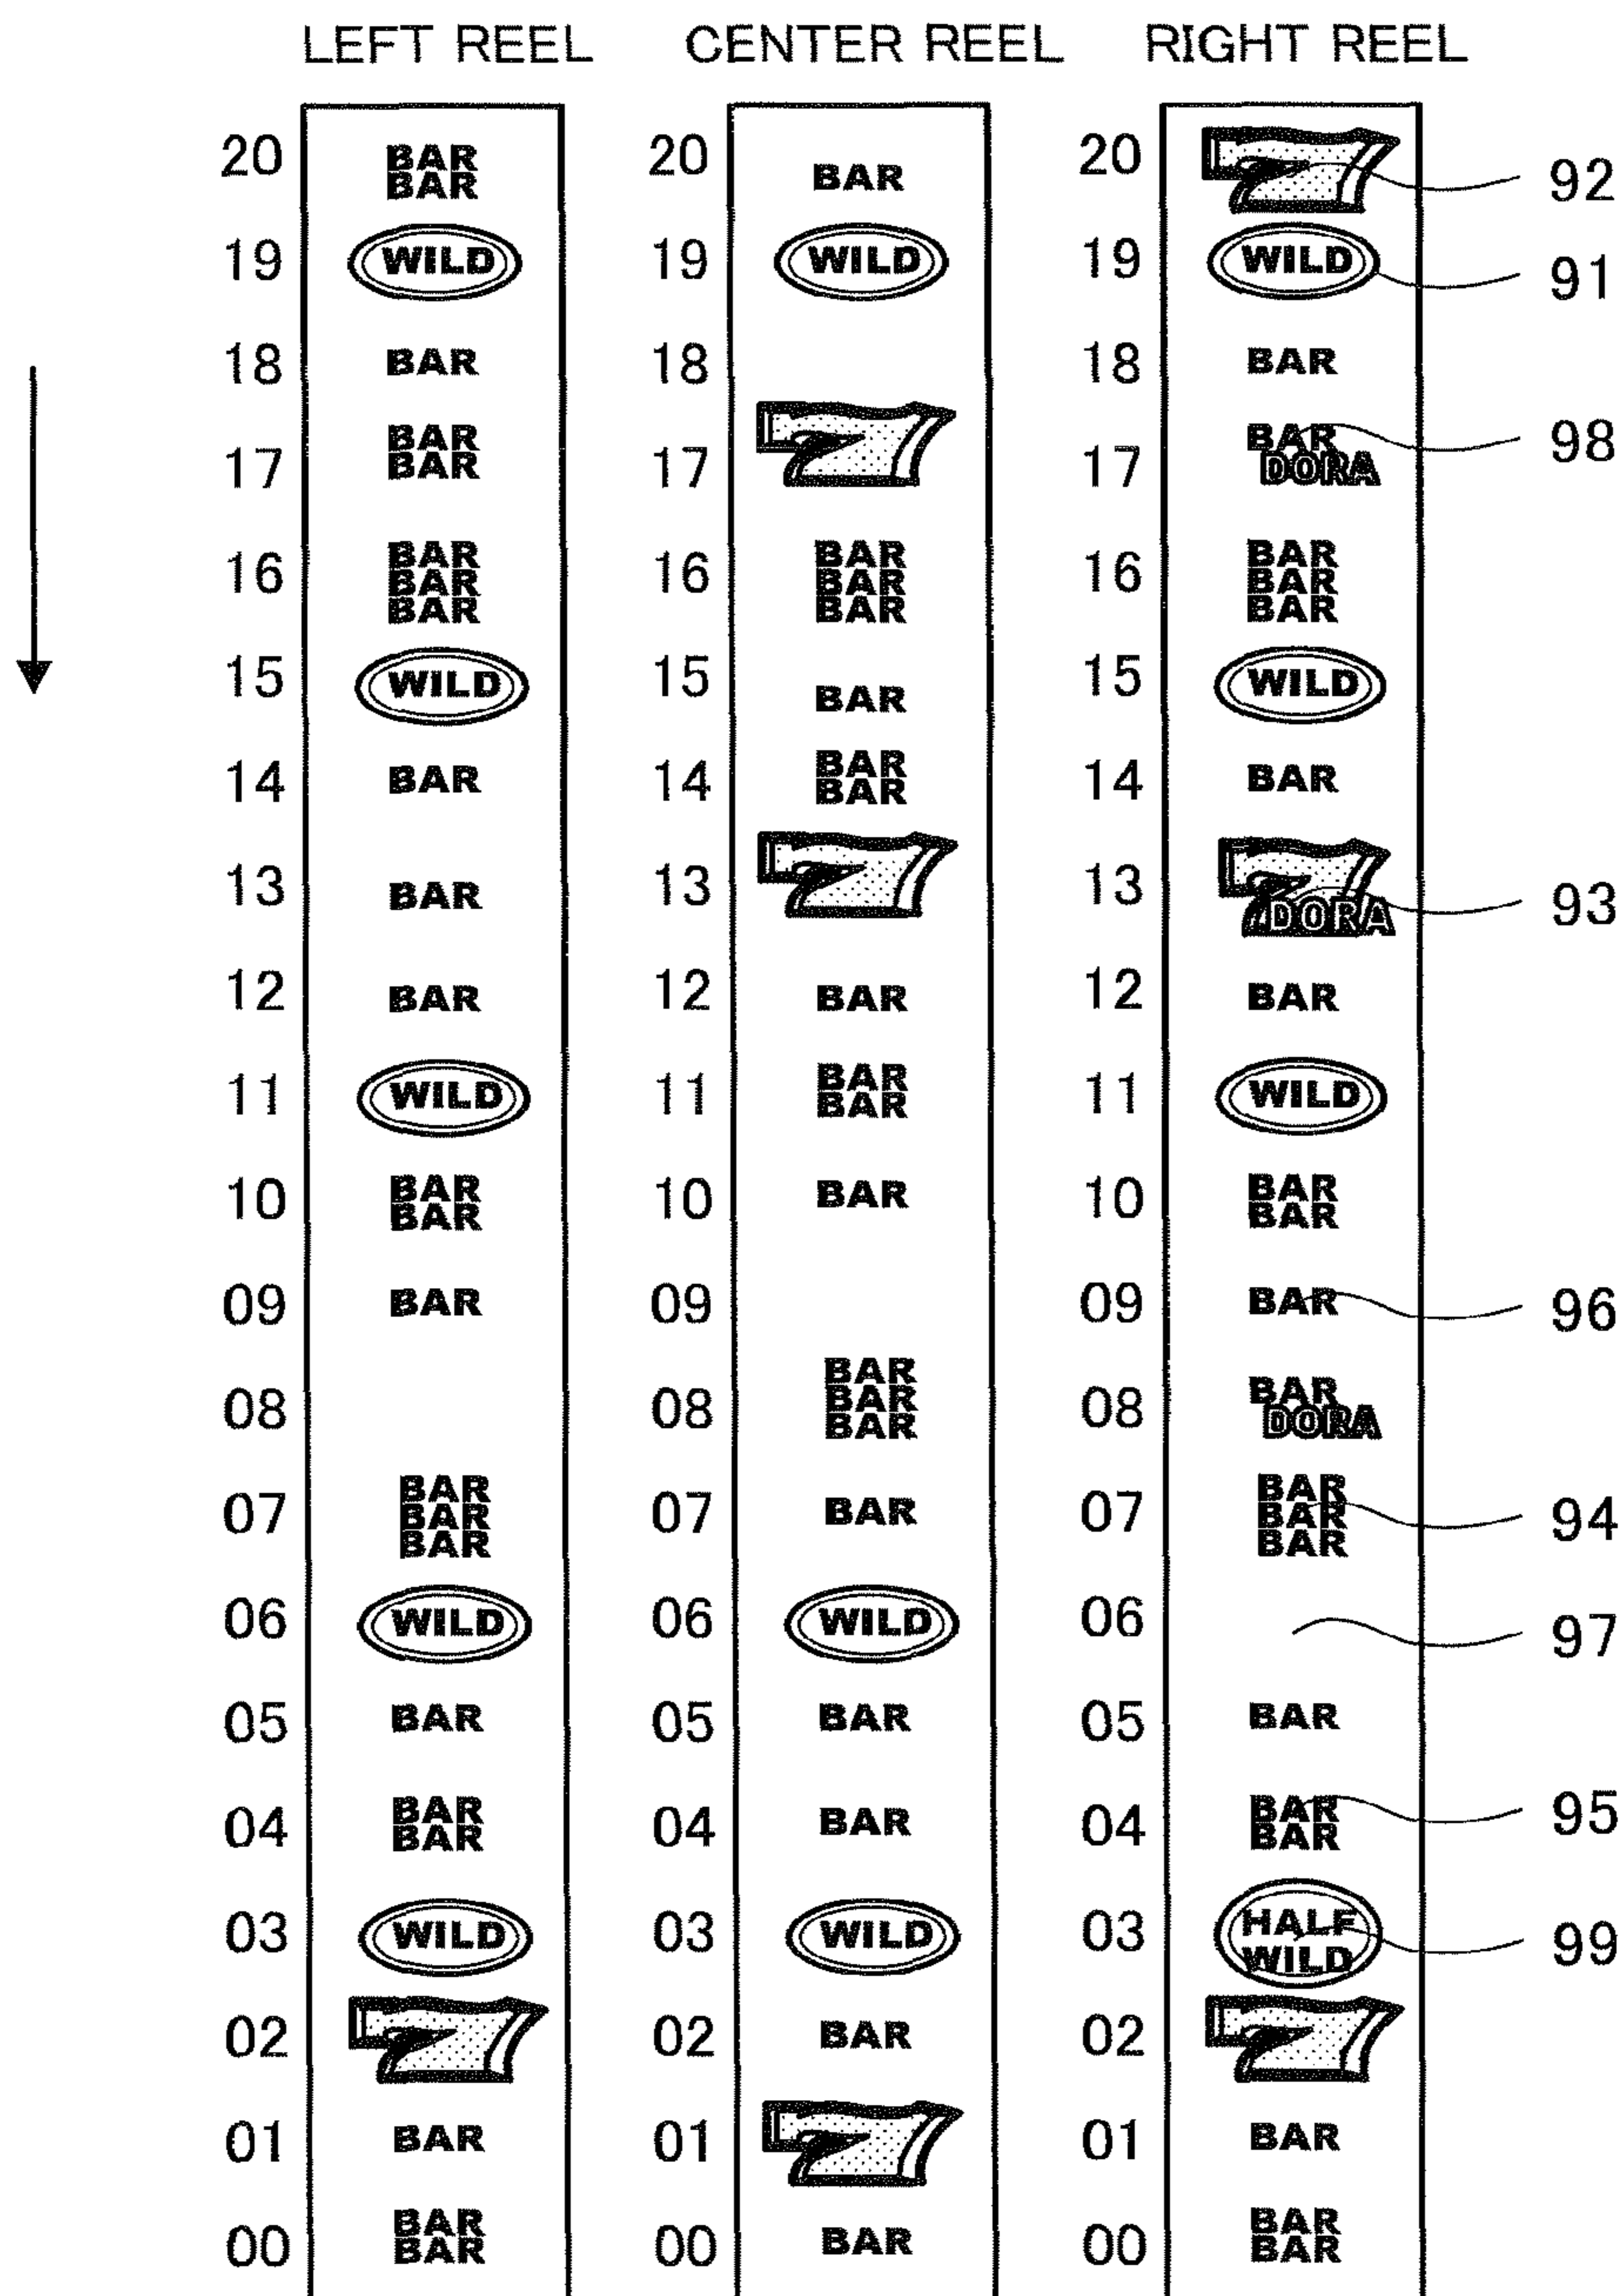 LEFT REEL CENTER REEL RIGHT REEL
20 BAR BAR 20 BAR 20 7 92
19 WILD 19 WILD 19 WILD 91
18 BAR 18 18 BAR
17 BAR BAR 17 7 17 BAR DORA 98
16 BAR BAR BAR 16 BAR BAR BAR 16 BAR BAR BAR
15 WILD 15 BAR 15 WILD
14 BAR 14 BAR BAR 14 BAR
13 BAR 13 7 13 7 DORA 93
12 BAR 12 BAR 12 BAR
11 WILD 11 BAR BAR 11 WILD
10 BAR BAR 10 BAR 10 BAR BAR
09 BAR 09 09 BAR 96
08 08 BAR BAR BAR 08 BAR DORA
07 BAR BAR BAR 07 BAR 07 BAR BAR BAR 94
06 WILD 06 WILD 06 97
05 BAR 05 BAR 05 BAR
04 BAR BAR 04 BAR 04 BAR BAR 95
03 WILD 03 WILD 03 HALF WILD 99
02 7 02 BAR 02 7
01 BAR 01 7 01 BAR
00 BAR BAR 00 BAR 00 BAR BAR